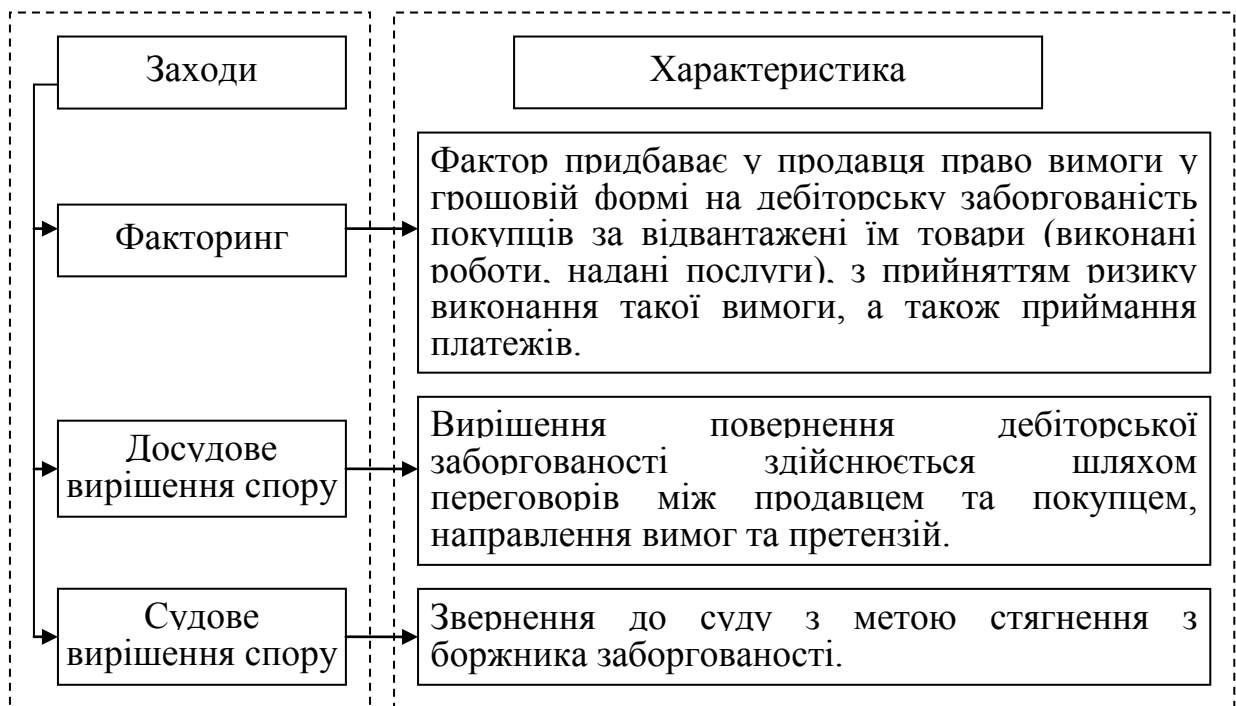 Заходи
Характеристика
Факторинг
Фактор придбаває у продавця право вимоги у
грошовій формі на дебіторську заборгованість
покупців за відвантажені їм товари (виконані
роботи, надані послуги), з прийняттям ризику
виконання такої вимоги, а також приймання
платежів.
Досудове
вирішення спору
Вирішення повернення дебіторської
заборгованості здійснюється шляхом
переговорів між продавцем та покупцем,
направлення вимог та претензій.
Судове
вирішення спору
Звернення до суду з метою стягнення з
боржника заборгованості.